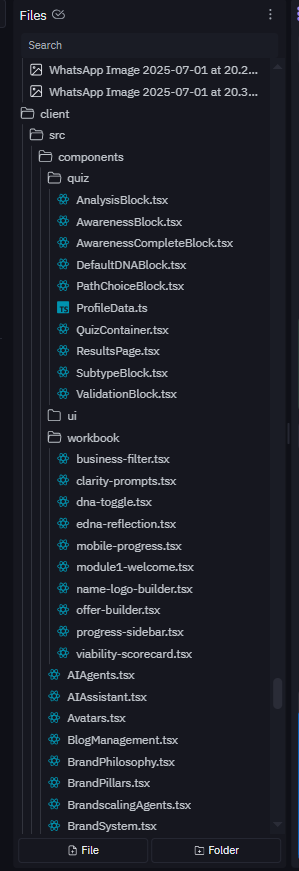 Files
Search
WhatsApp Image 2025-07-01 at 20.2...
WhatsApp Image 2025-07-01 at 20.3...
client
src
components
quiz
AnalysisBlock.tsx
AwarenessBlock.tsx
AwarenessCompleteBlock.tsx
DefaultDNABlock.tsx
PathChoiceBlock.tsx
TS ProfileData.ts
QuizContainer.tsx
ResultsPage.tsx
SubtypeBlock.tsx
ValidationBlock.tsx
ui
workbook
business-filter.tsx
clarity-prompts.tsx
dna-toggle.tsx
edna-reflection.tsx
mobile-progress.tsx
module1-welcome.tsx
name-logo-builder.tsx
offer-builder.tsx
progress-sidebar.tsx
viability-scorecard.tsx
AIAgents.tsx
AIAssistant.tsx
Avatars.tsx
BlogManagement.tsx
BrandPhilosophy.tsx
BrandPillars.tsx
BrandscalingAgents.tsx
BrandSystem.tsx
File Folder